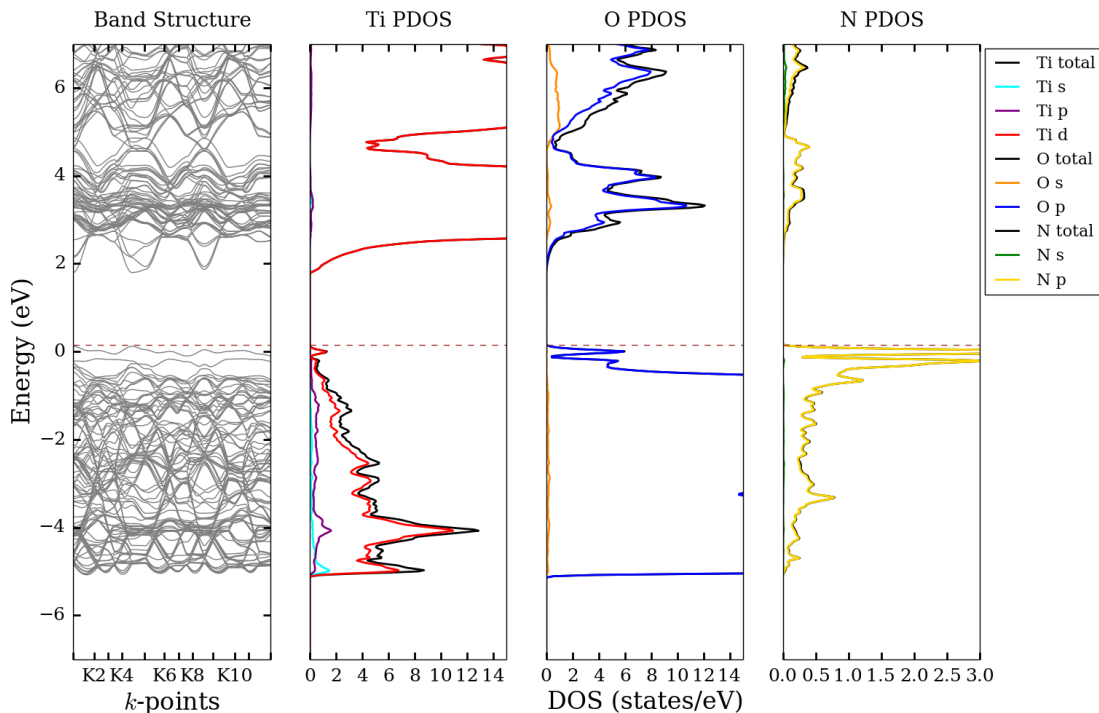 Band Structure
Ti PDOS
O PDOS
N PDOS
Energy (eV)
6
4
2
0
−2
−4
−6
K2 K4 K6 K8 K10
0 2 4 6 8 10 12 14
0 2 4 6 8 10 12 14
0.0 0.5 1.0 1.5 2.0 2.5 3.0
k-points
DOS (states/eV)
Ti total
Ti s
Ti p
Ti d
O total
O s
O p
N total
N s
N p